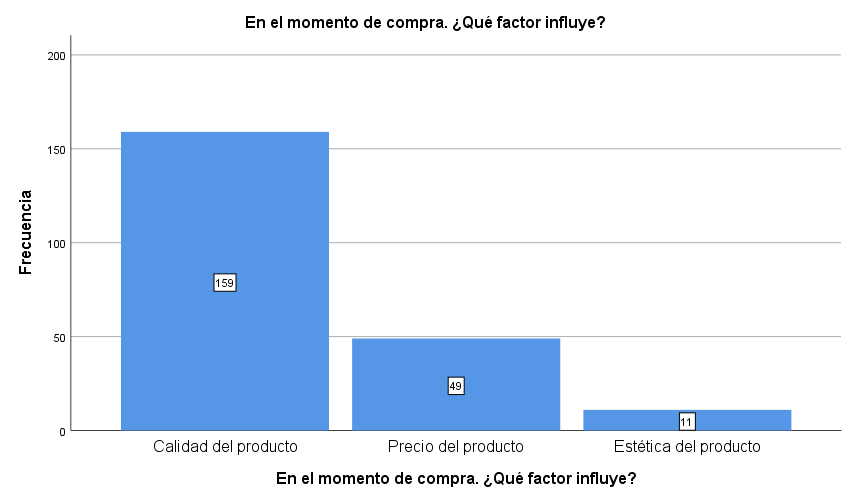 En el momento de compra. ¿Qué factor influye?
Frecuencia
200
150
100
50
0
159
49
11
Calidad del producto
Precio del producto
Estética del producto
En el momento de compra. ¿Qué factor influye?